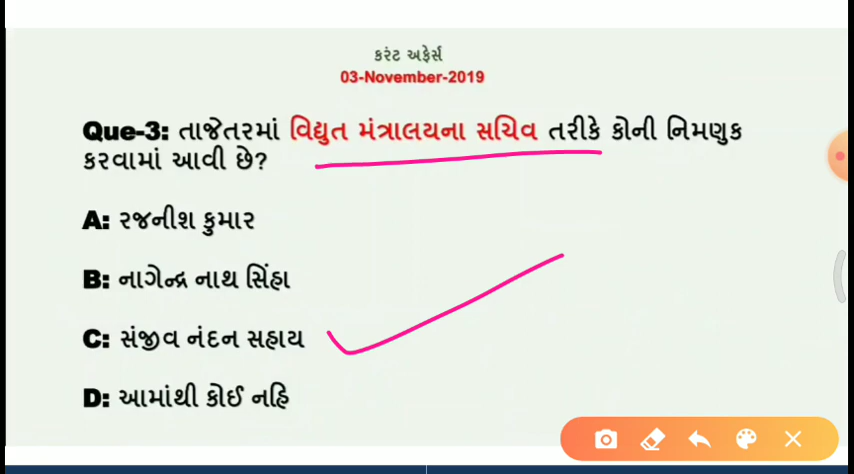 કરંટ અફેર્સ
03-November-2019
Que-3: તાજેતરમાં વિદ્યુત મંત્રાલયના સચિવ તરીકે કોની નિમણુક
કરવામાં આવી છે?
A: રજનીશ કુમાર
B: નાગેન્દ્ર નાથ સિંહા
C: સંજીવ નંદન સહાય
D: આમાંથી કોઈ નહિ